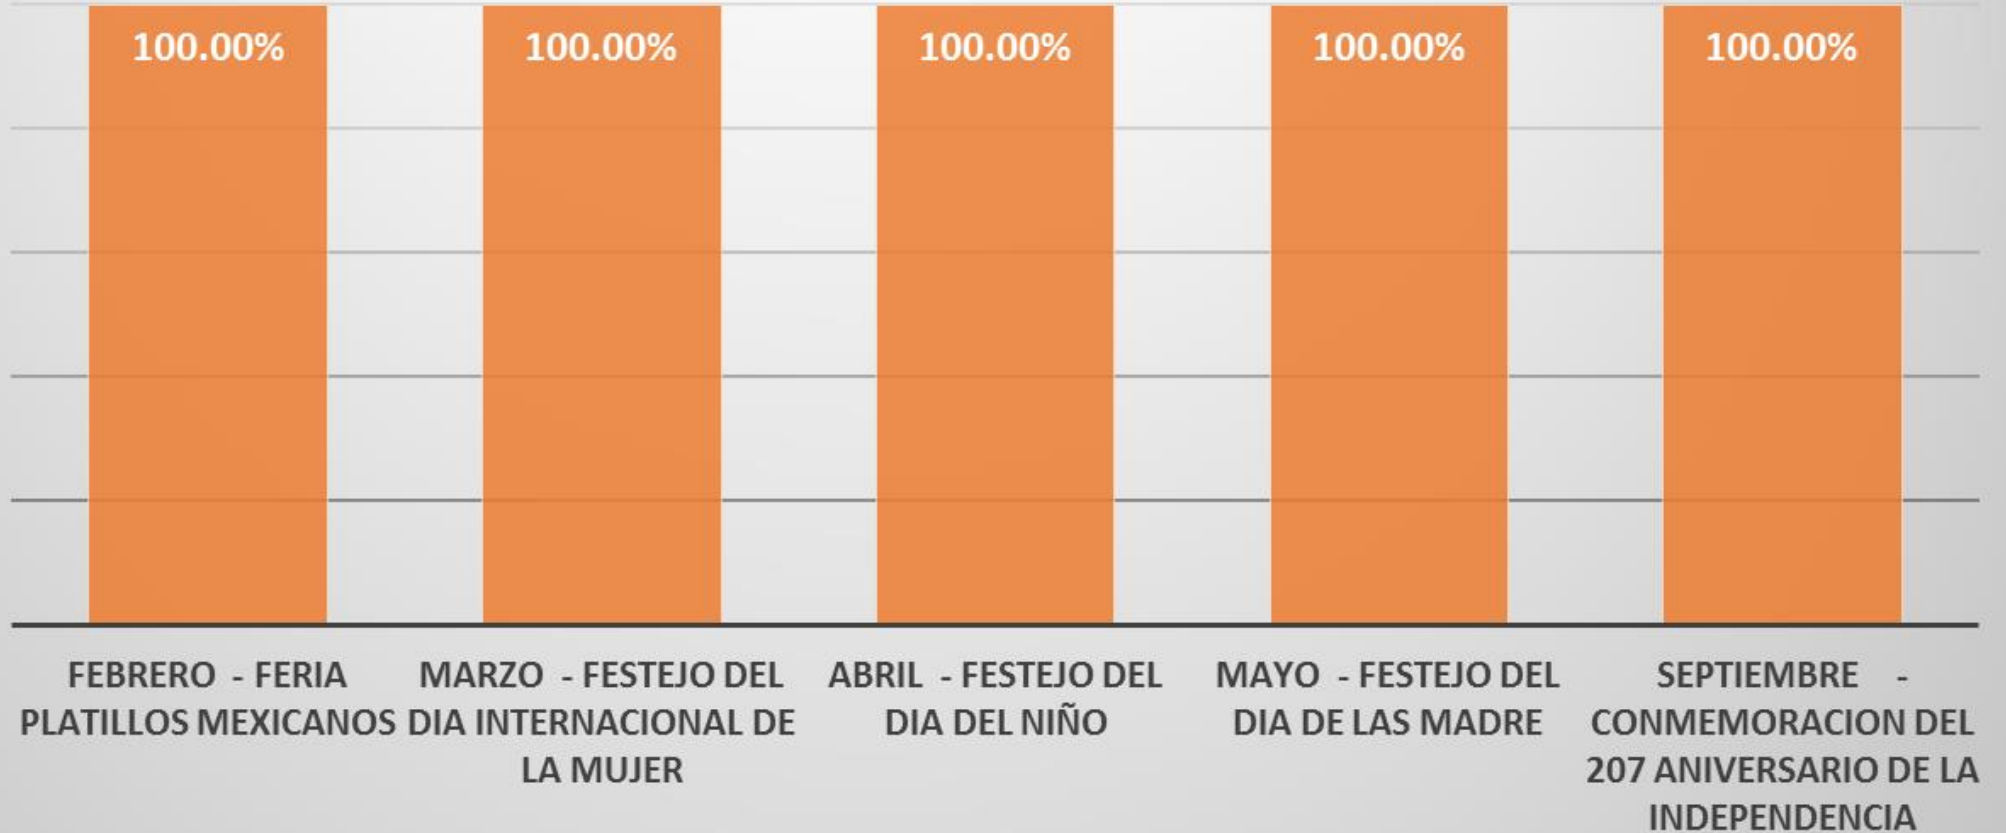 100.00%
100.00%
100.00%
100.00%
100.00%
FEBRERO - FERIA
PLATILLOS MEXICANOS
MARZO - FESTEJO DEL
DIA INTERNACIONAL DE
LA MUJER
ABRIL - FESTEJO DEL
DIA DEL NIÑO
MAYO - FESTEJO DEL
DIA DE LAS MADRE
SEPTIEMBRE -
CONMEMORACION DEL
207 ANIVERSARIO DE LA
INDEPENDENCIA